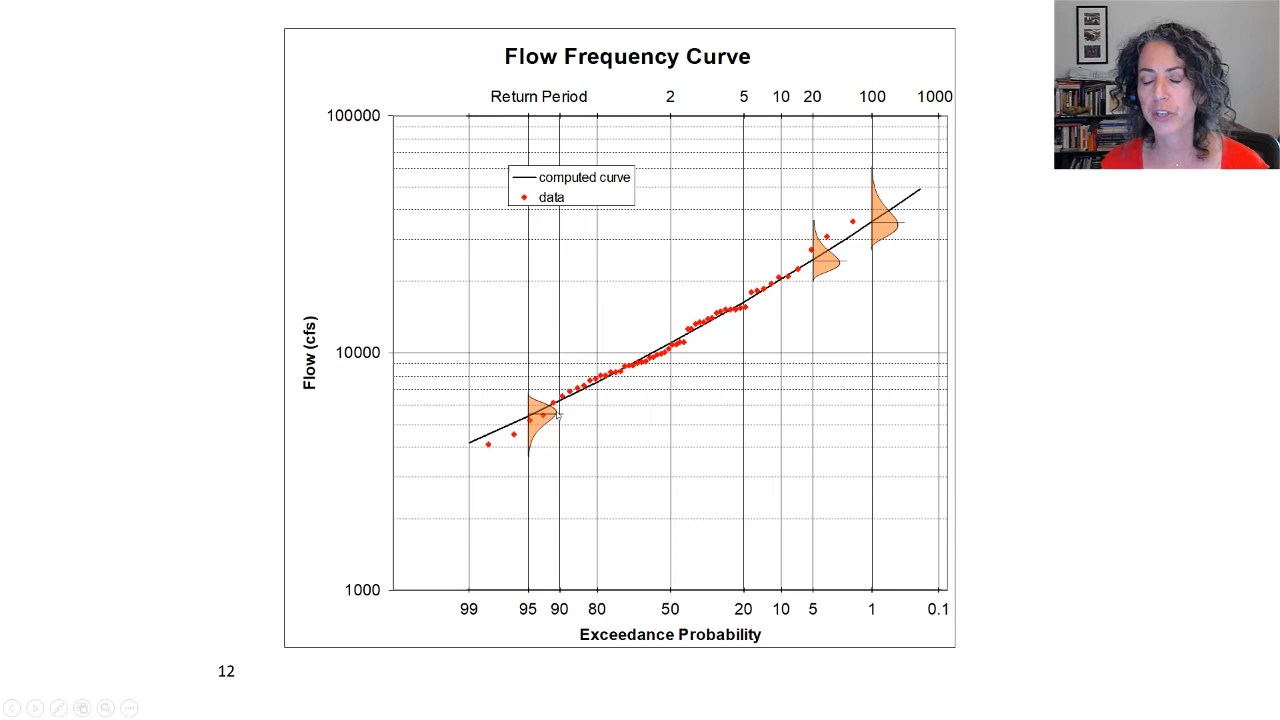 Flow Frequency Curve
Return Period 2 5 10 20 100 1000
100000
computed curve
data
10000
Flow (cfs)
1000
99 95 90 80 50 20 10 5 1 0.1
Exceedance Probability
12